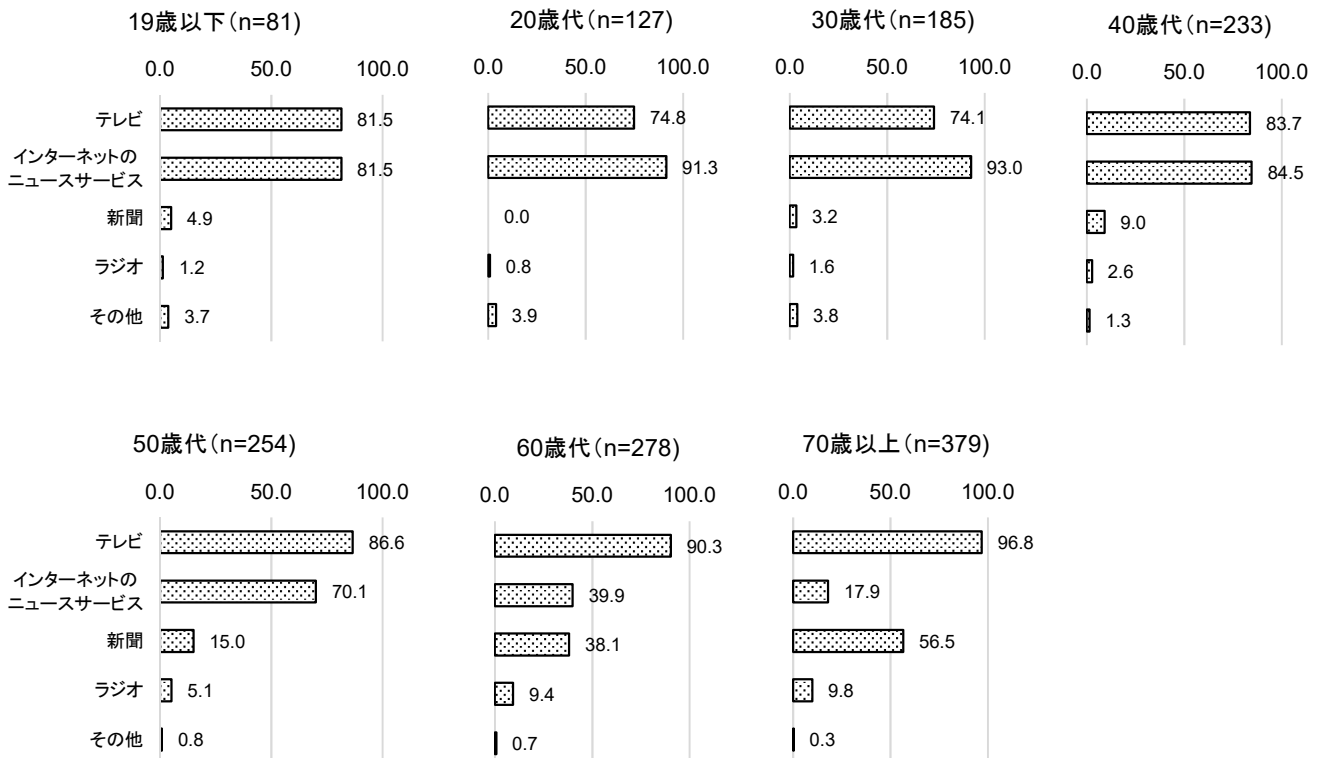 19歳以下(n=81)
0.0 50.0 100.0
テレビ 81.5
インターネットの
ニュースサービス 81.5
新聞 4.9
ラジオ 1.2
その他 3.7
20歳代(n=127)
0.0 50.0 100.0
74.8
91.3
0.0
0.8
3.9
30歳代(n=185)
0.0 50.0 100.0
74.1
93.0
3.2
1.6
3.8
40歳代(n=233)
0.0 50.0 100.0
83.7
84.5
9.0
2.6
1.3
50歳代(n=254)
0.0 50.0 100.0
テレビ 86.6
インターネットの
ニュースサービス 70.1
新聞 15.0
ラジオ 5.1
その他 0.8
60歳代(n=278)
0.0 50.0 100.0
90.3
39.9
38.1
9.4
0.7
70歳以上(n=379)
0.0 50.0 100.0
96.8
17.9
56.5
9.8
0.3